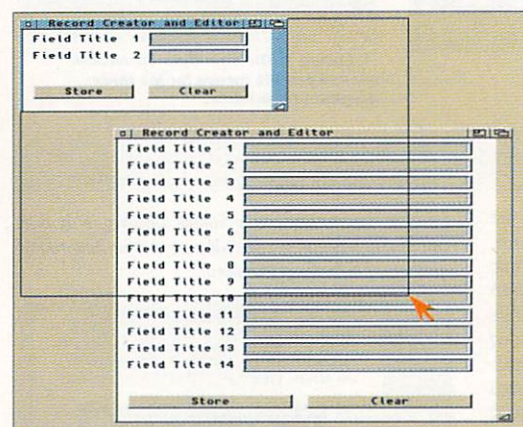 Record Creator and Editor
Field Title 1
Field Title 2
Store Clear
Record Creator and Editor
Field Title 1
Field Title 2
Field Title 3
Field Title 4
Field Title 5
Field Title 6
Field Title 7
Field Title 8
Field Title 9
Field Title 10
Field Title 11
Field Title 12
Field Title 13
Field Title 14
Store Clear